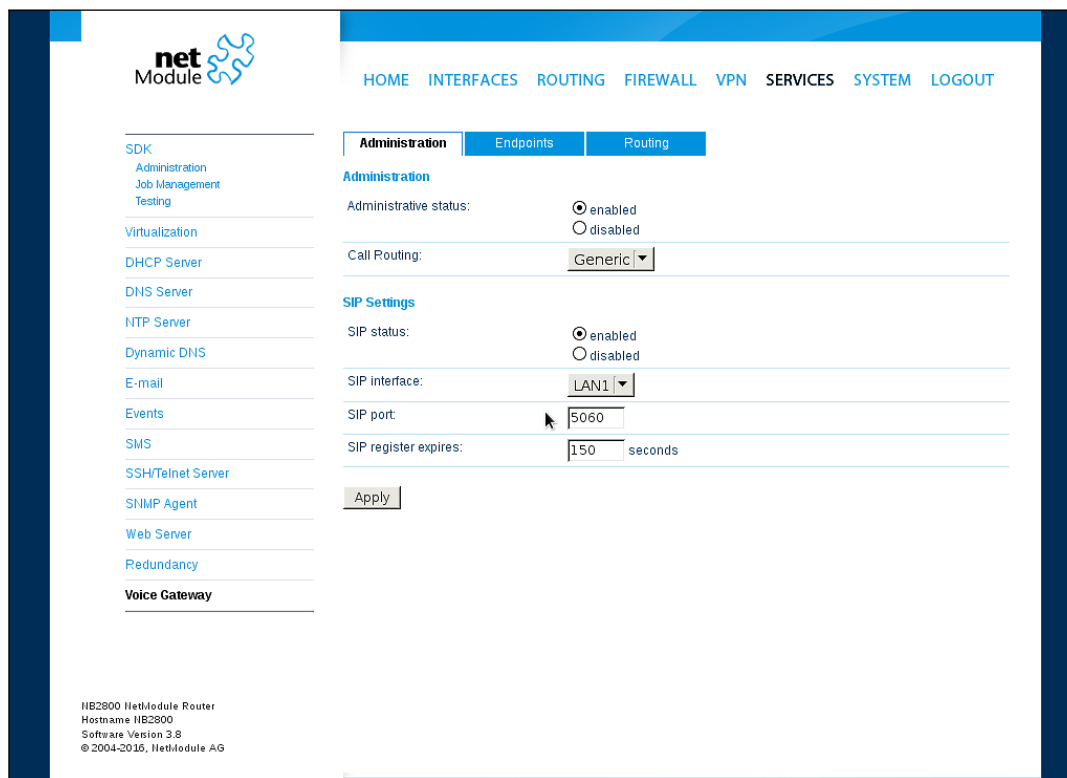 net
Module
HOME INTERFACES ROUTING FIREWALL VPN SERVICES SYSTEM LOGOUT
SDK
Administration
Job Management
Testing
Virtualization
DHCP Server
DNS Server
NTP Server
Dynamic DNS
E-mail
Events
SMS
SSH/Telnet Server
SNMP Agent
Web Server
Redundancy
Voice Gateway
Administration Endpoints Routing
Administration
Administrative status:
enabled
disabled
Call Routing:
Generic
SIP Settings
SIP status:
enabled
disabled
SIP interface:
LAN1
SIP port:
5060
SIP register expires:
150 seconds
Apply
NB2800 NetModule Router
Hostname NB2800
Software Version 3.8
© 2004-2016, NetModule AG